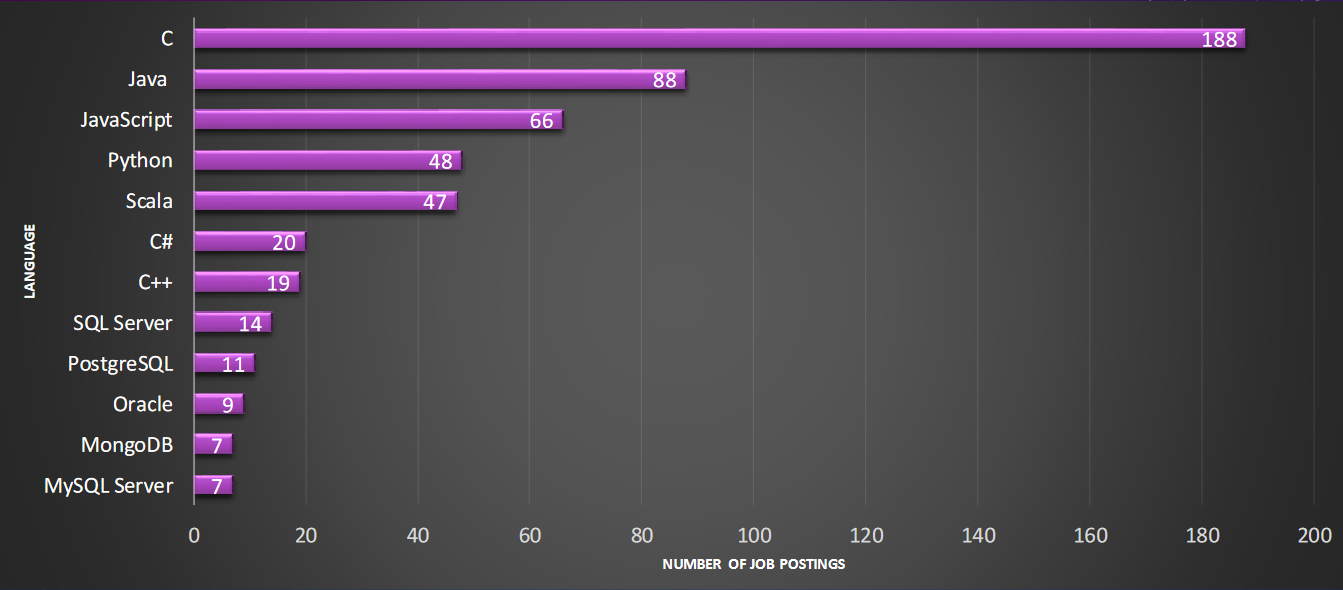 C 188
Java 88
JavaScript 66
Python 48
Scala 47
C# 20
C++ 19
SQL Server 14
PostgreSQL 11
Oracle 9
MongoDB 7
MySQL Server 7
LANGUAGE
0 20 40 60 80 100 120 140 160 180 200
NUMBER OF JOB POSTINGS